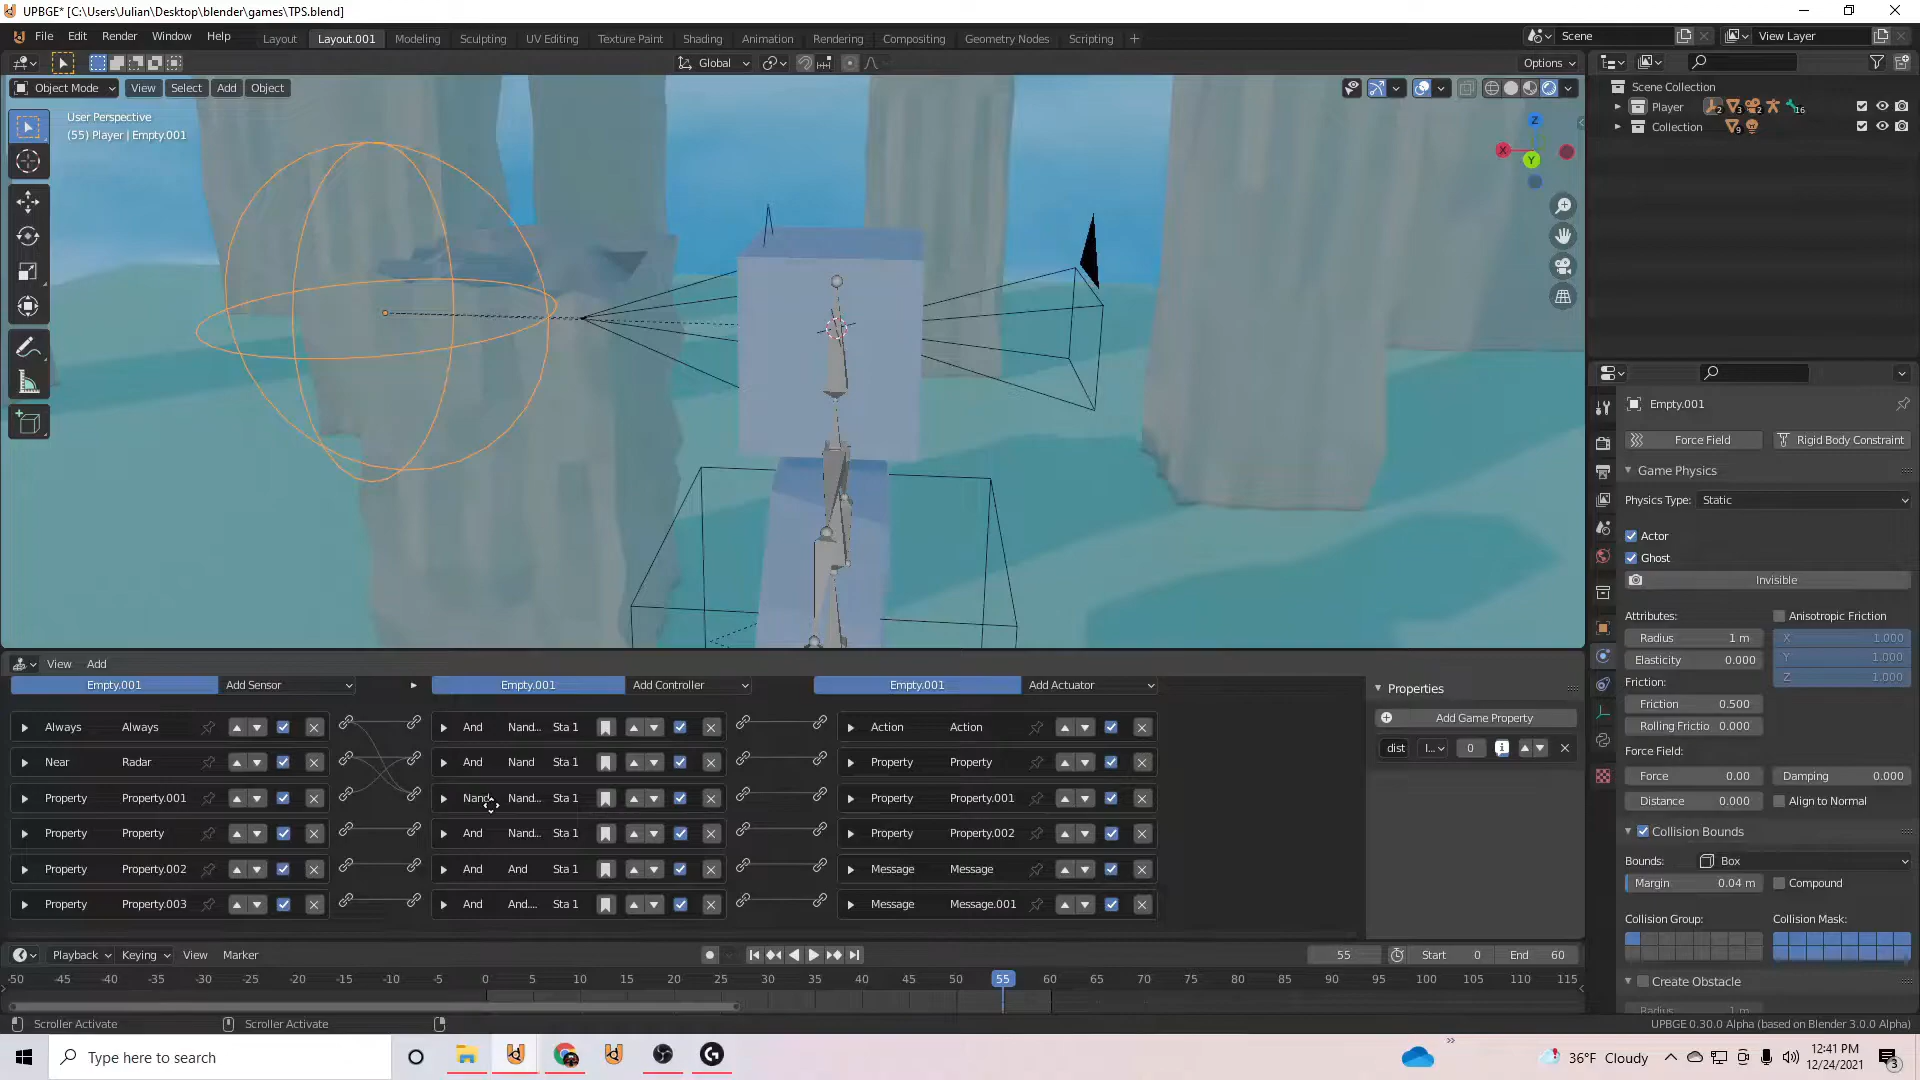 UPBGE* [C:\Users\Julian\Desktop\blender\games\TPS.blend]
File Edit Render Window Help Layout Layout.001 Modeling Sculpting UV Editing Texture Paint Shading Animation Rendering Compositing Geometry Nodes Scripting Scene View Layer
Global Options
Object Mode View Select Add Object
User Perspective
(55) Player | Empty.001
Z
X
Y
Scene Collection
Player 2 3 2 16
Collection 9
Empty.001
Force Field Rigid Body Constraint
Game Physics
Physics Type: Static
Actor
Ghost
Invisible
Attributes: Anisotropic Friction
Radius 1 m X 1.000
Elasticity 0.000 Y 1.000
Friction: Z 1.000
Friction 0.500
Rolling Frictio 0.000
Force Field:
Force 0.00 Damping 0.000
Distance 0.000 Align to Normal
Collision Bounds
Bounds: Box
Margin 0.04 m Compound
Collision Group: Collision Mask:
Create Obstacle
Radius 1 m
View Add
Empty.001 Add Sensor Empty.001 Add Controller Empty.001 Add Actuator Properties
Add Game Property
dist I.. 0
Always Always And Nand... Sta 1 Action Action
Near Radar And Nand Sta 1 Property Property
Property Property.001 Nand Nand... Sta 1 Property Property.001
Property Property And Nand... Sta 1 Property Property.002
Property Property.002 And And Sta 1 Message Message
Property Property.003 And And.... Sta 1 Message Message.001
Playback Keying View Marker 55 Start 0 End 60
-50 -25 -20 -15 -10 -5 0 5 10 15 20 25 30 35 40 45 50 55 60 65 70 75 80 85 90 95 100 105 110 115
Scroller Activate Scroller Activate UPBGE 0.30.0 Alpha (based on Blender 3.0.0 Alpha)
Type here to search 36°F Cloudy 12:41 PM
12/24/2021 3